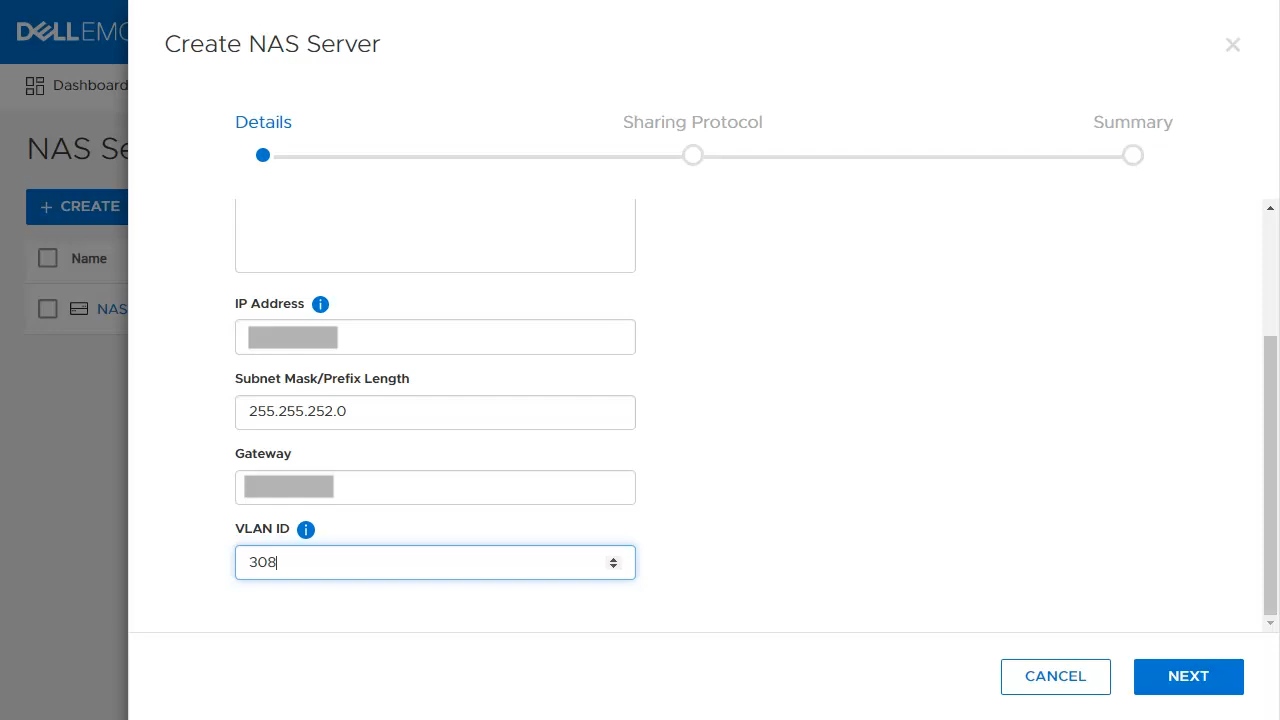 DELLEMC
Create NAS Server
Dashboard
Details
Sharing Protocol
Summary
NAS Se
+ CREATE
Name
NAS
IP Address
Subnet Mask/Prefix Length
255.255.252.0
Gateway
VLAN ID
308
CANCEL
NEXT